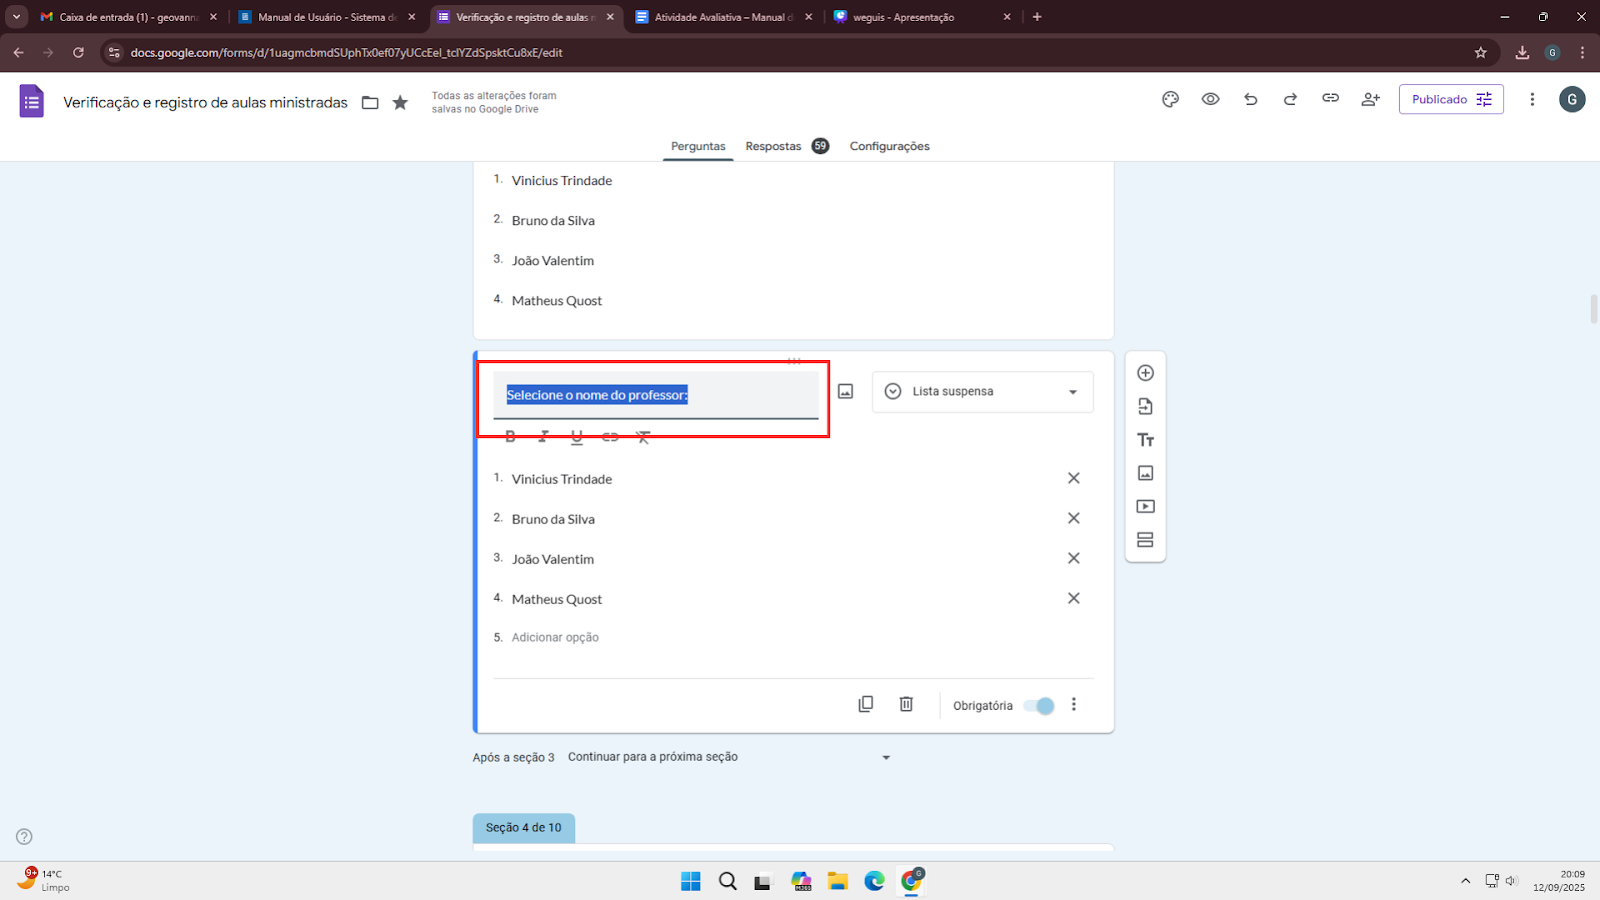 Caixa de entrada (1) - geovanna
Manual de Usuário - Sistema de
Verificação e registro de aulas m
Atividade Avaliativa – Manual d
weguis - Apresentação
docs.google.com/forms/d/1uagmcbmdSUphTx0ef07yUCcEel_tclYZdSpsktCu8xE/edit
G
Verificação e registro de aulas ministradas
Todas as alterações foram
salvas no Google Drive
Publicado
G
Perguntas
Respostas 59
Configurações
1. Vinicius Trindade
2. Bruno da Silva
3. João Valentim
4. Matheus Quost
Selecione o nome do professor:
Lista suspensa
B I U
Tт
1. Vinicius Trindade
2. Bruno da Silva
3. João Valentim
4. Matheus Quost
5. Adicionar opção
Obrigatória
Após a seção 3 Continuar para a próxima seção
Seção 4 de 10
9+
14°C
Limpo
M365
G
20:09
12/09/2025